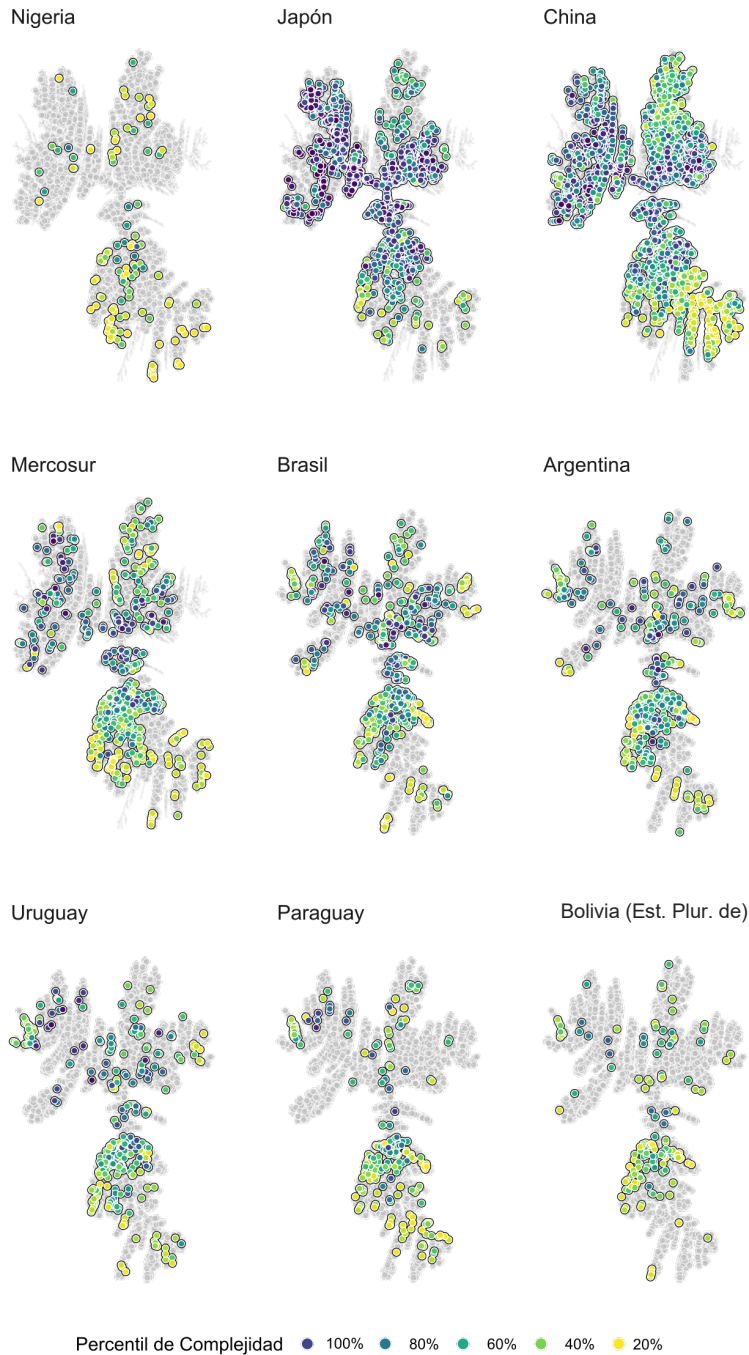 Nigeria Japón China
Mercosur Brasil Argentina
Uruguay Paraguay Bolivia (Est. Plur. de)
Percentil de Complejidad 100% 80% 60% 40% 20%